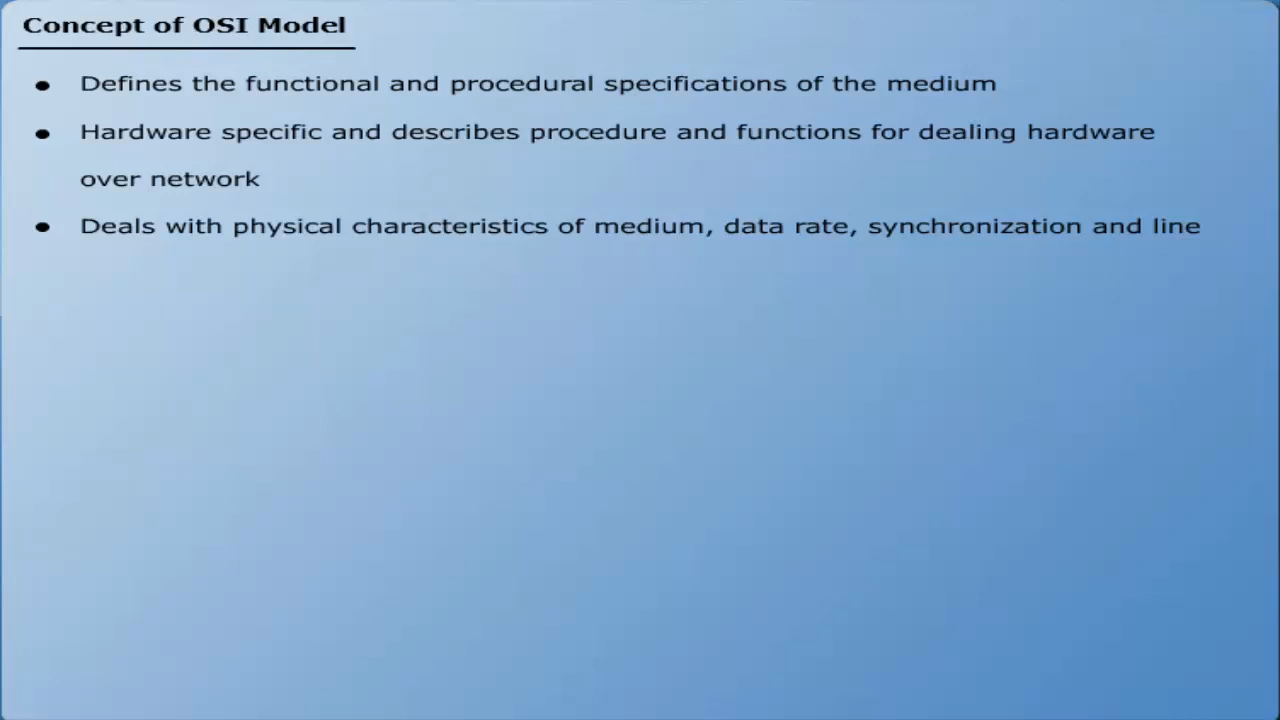 Concept of OSI Model
● Defines the functional and procedural specifications of the medium
● Hardware specific and describes procedure and functions for dealing hardware
over network
● Deals with physical characteristics of medium, data rate, synchronization and line